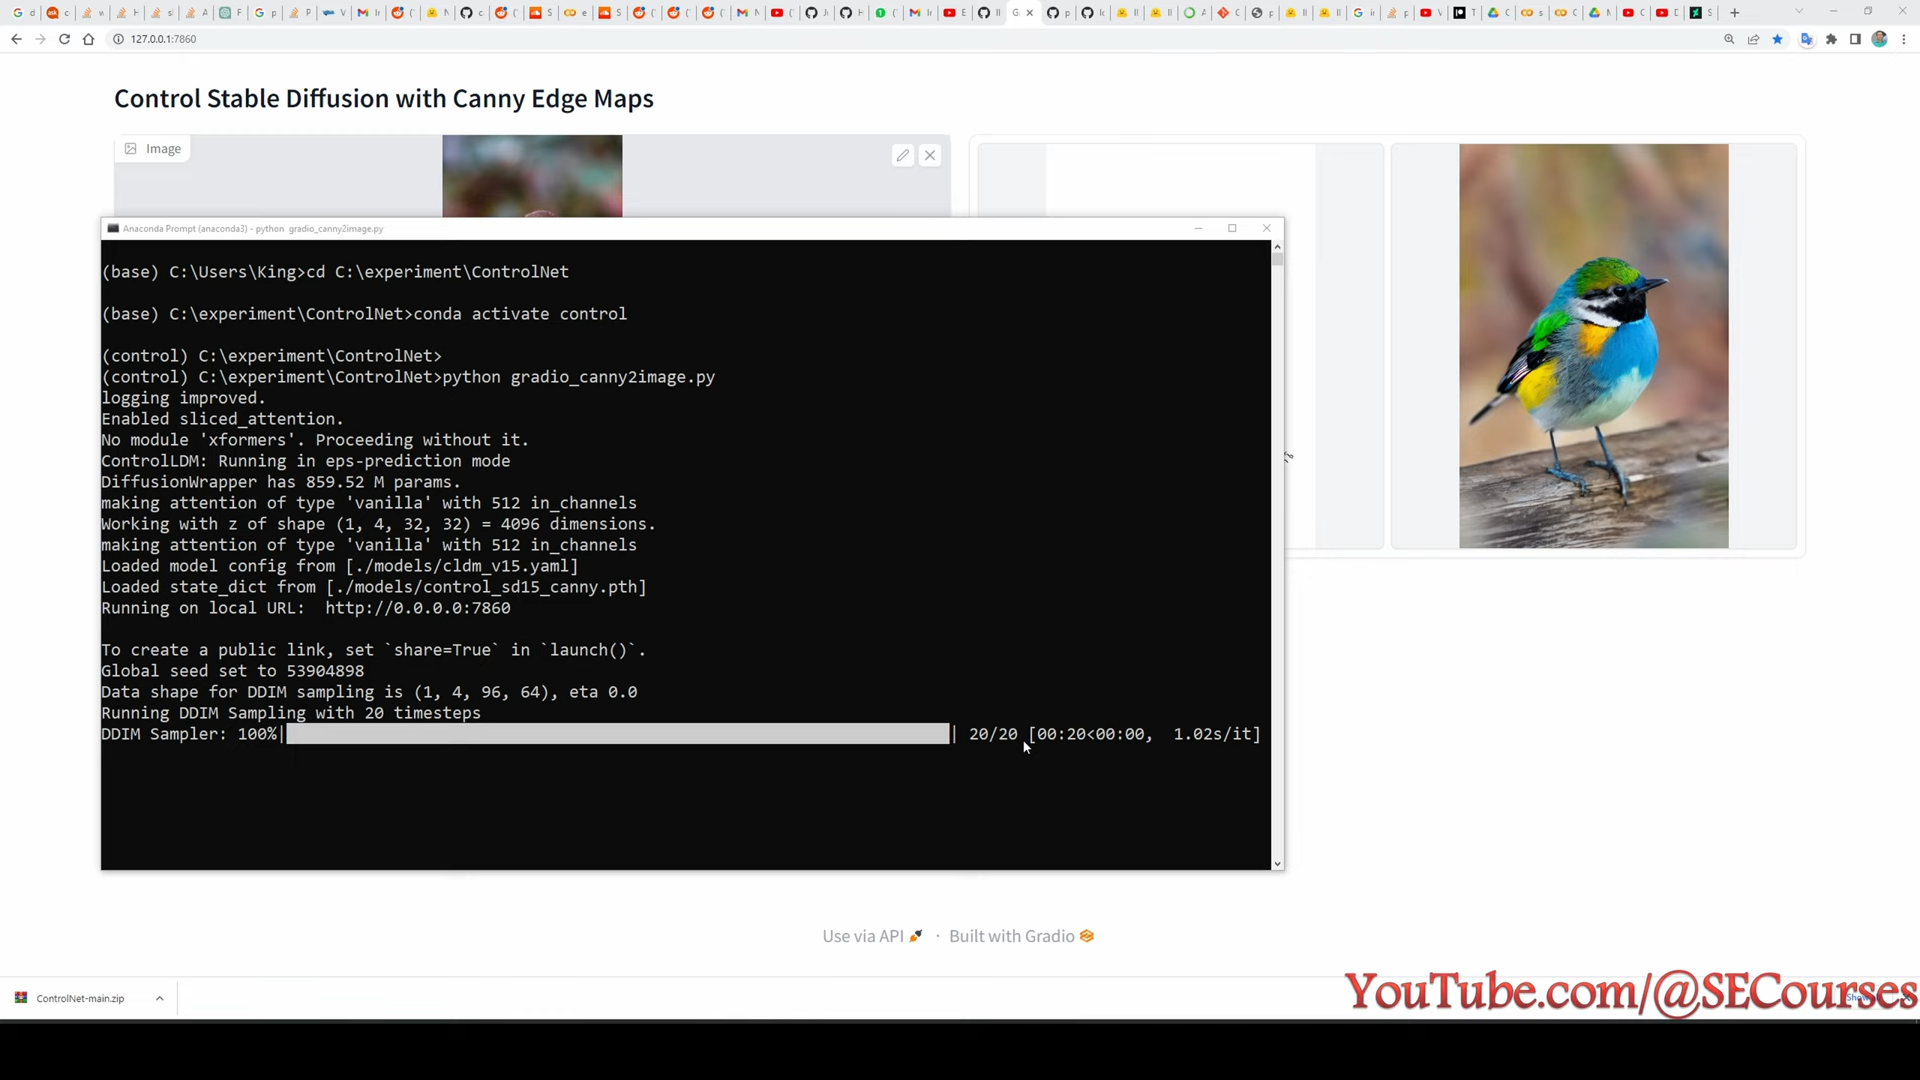 127.0.0.1:7860
Control Stable Diffusion with Canny Edge Maps
Image
Anaconda Prompt (anaconda3) - python  gradio_canny2image.py
(base) C:\Users\King>cd C:\experiment\ControlNet
(base) C:\experiment\ControlNet>conda activate control
(control) C:\experiment\ControlNet>
(control) C:\experiment\ControlNet>python gradio_canny2image.py
logging improved.
Enabled sliced_attention.
No module 'xformers'. Proceeding without it.
ControlLDM: Running in eps-prediction mode
DiffusionWrapper has 859.52 M params.
making attention of type 'vanilla' with 512 in_channels
Working with z of shape (1, 4, 32, 32) = 4096 dimensions.
making attention of type 'vanilla' with 512 in_channels
Loaded model config from [./models/cldm_v15.yaml]
Loaded state_dict from [./models/control_sd15_canny.pth]
Running on local URL:  http://0.0.0.0:7860
To create a public link, set `share=True` in `launch()`.
Global seed set to 53904898
Data shape for DDIM sampling is (1, 4, 96, 64), eta 0.0
Running DDIM Sampling with 20 timesteps
DDIM Sampler: 100%| | 20/20 [00:20<00:00,  1.02s/it]
Use via API · Built with Gradio
ControlNet-main.zip
YouTube.com/@SECourses